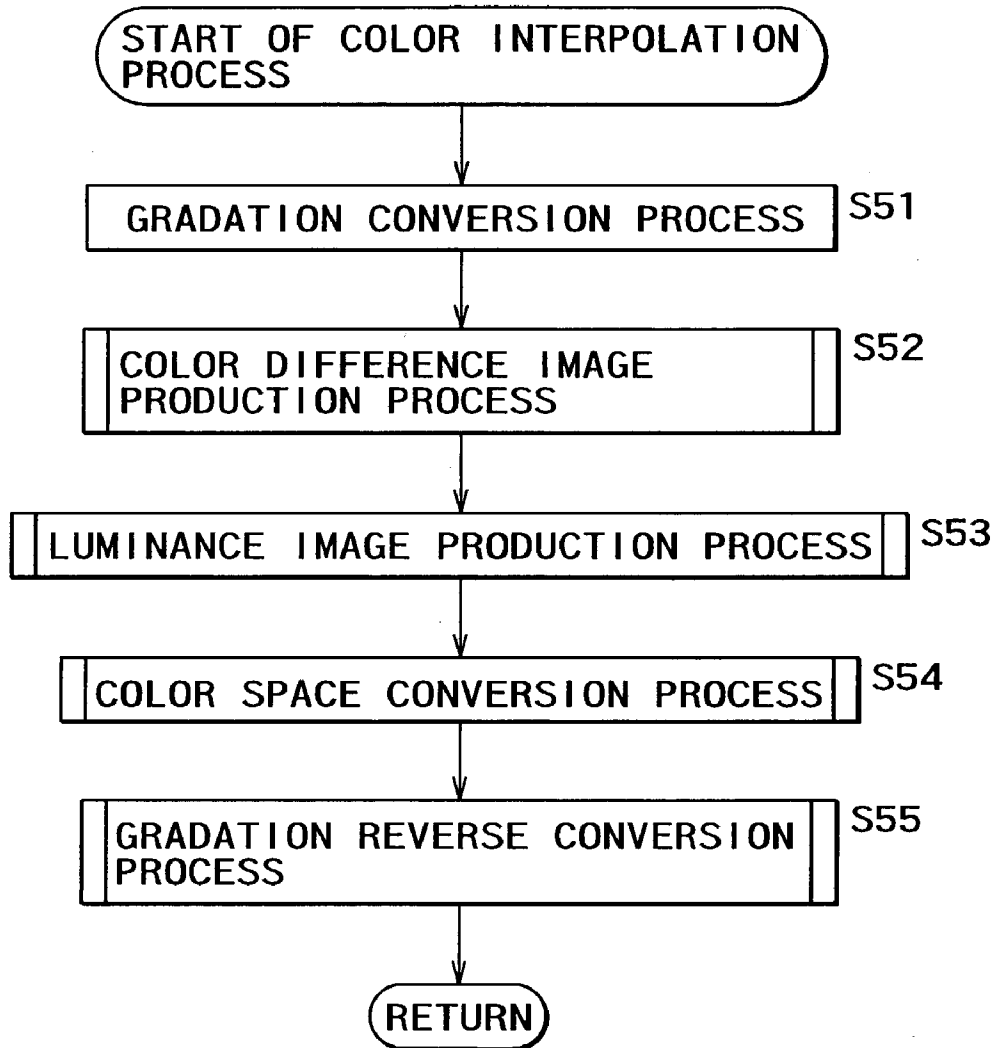 START OF COLOR INTERPOLATION
PROCESS
GRADATION CONVERSION PROCESS
S51
COLOR DIFFERENCE IMAGE
PRODUCTION PROCESS
S52
LUMINANCE IMAGE PRODUCTION PROCESS
S53
COLOR SPACE CONVERSION PROCESS
S54
GRADATION REVERSE CONVERSION
PROCESS
S55
RETURN